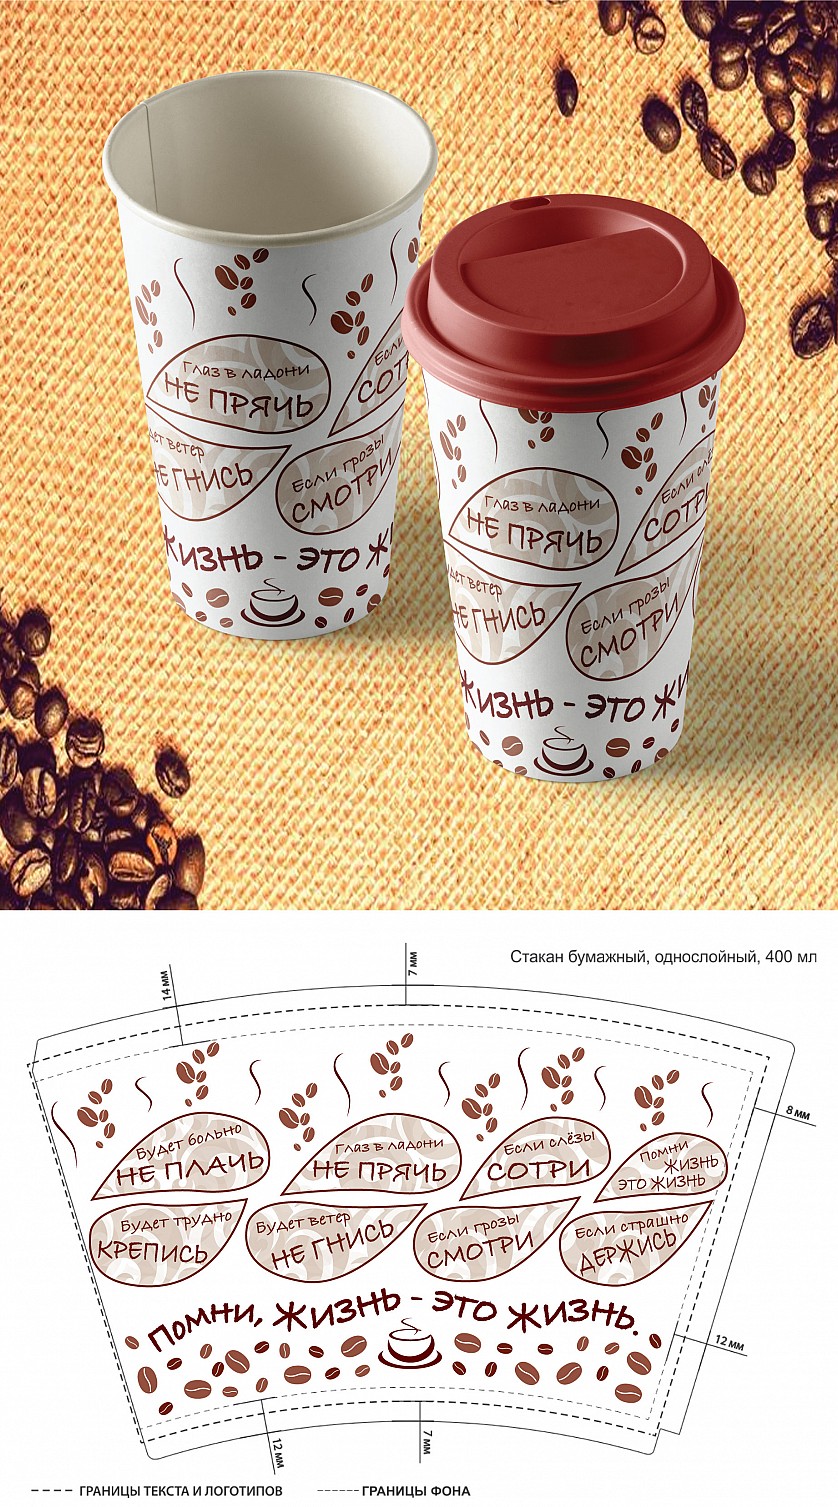 Глаз в ладони
НЕ ПРЯЧЬ
Если
СОТР
дет ветер
НЕ ГНИСЬ
Если грозы
СМОТРИ
ЖИЗНЬ - ЭТО ЖИ
Глаз в ладони
НЕ ПРЯЧЬ
Если слёз
СОТРИ
дет ветер
НЕ ГНИСЬ
Если грозы
СМОТРИ
ЖИЗНЬ - ЭТО ЖИ
Стакан бумажный, однослойный, 400 мл
14 мм
7 мм
8 мм
Будет больно
НЕ ПЛАЧЬ
Глаз в ладони
НЕ ПРЯЧЬ
Если слёзы
СОТРИ
Помни
ЖИЗНЬ
ЭТО ЖИЗНЬ
Будет трудно
КРЕПИСЬ
Будет ветер
НЕ ГНИСЬ
Если грозы
СМОТРИ
Если страшно
ДЕРЖИСЬ
Помни, ЖИЗНЬ - ЭТО ЖИЗНЬ.
12 мм
12 мм
7 мм
ГРАНИЦЫ ТЕКСТА И ЛОГОТИПОВ
ГРАНИЦЫ ФОНА